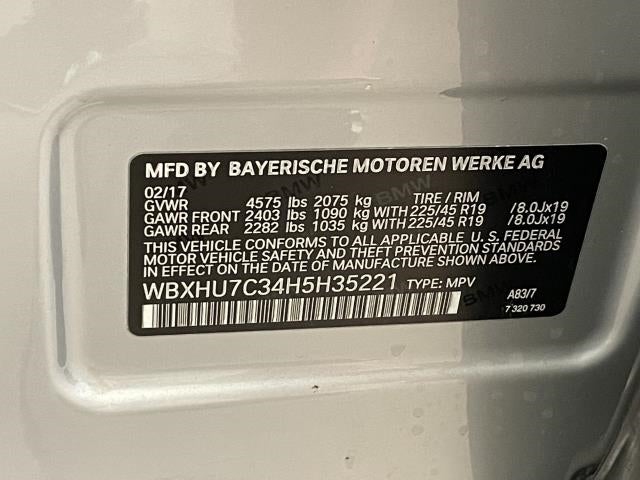 MFD BY BAYERISCHE MOTOREN WERKE AG
02/17
GVWR 4575 lbs 2075 kg TIRE / RIM
GAWR FRONT 2403 lbs 1090 kg WITH 225/45 R19 /8.0Jx19
GAWR REAR 2282 lbs 1035 kg WITH 225/45 R19 /8.0Jx19
THIS VEHICLE CONFORMS TO ALL APPLICABLE U.S. FEDERAL
MOTOR VEHICLE SAFETY AND THEFT PREVENTION STANDARDS
IN EFFECT ON THE DATE OF MANUFACTURE SHOWN ABOVE.
WBXHU7C34H5H35221 TYPE: MPV A83/7
7 320 730
BMW
BMW